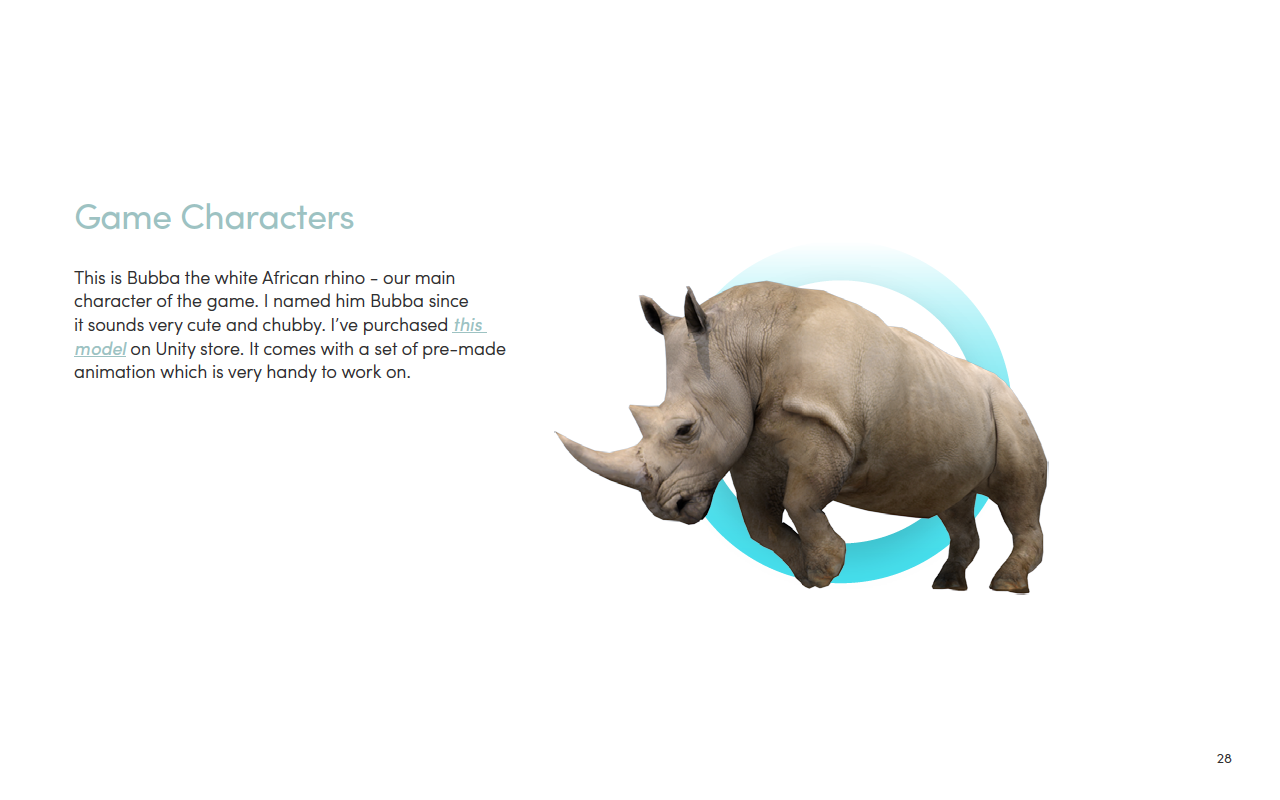 Game Characters
This is Bubba the white African rhino - our main
character of the game. I named him Bubba since
it sounds very cute and chubby. I've purchased this
model on Unity store. It comes with a set of pre-made
animation which is very handy to work on.
28